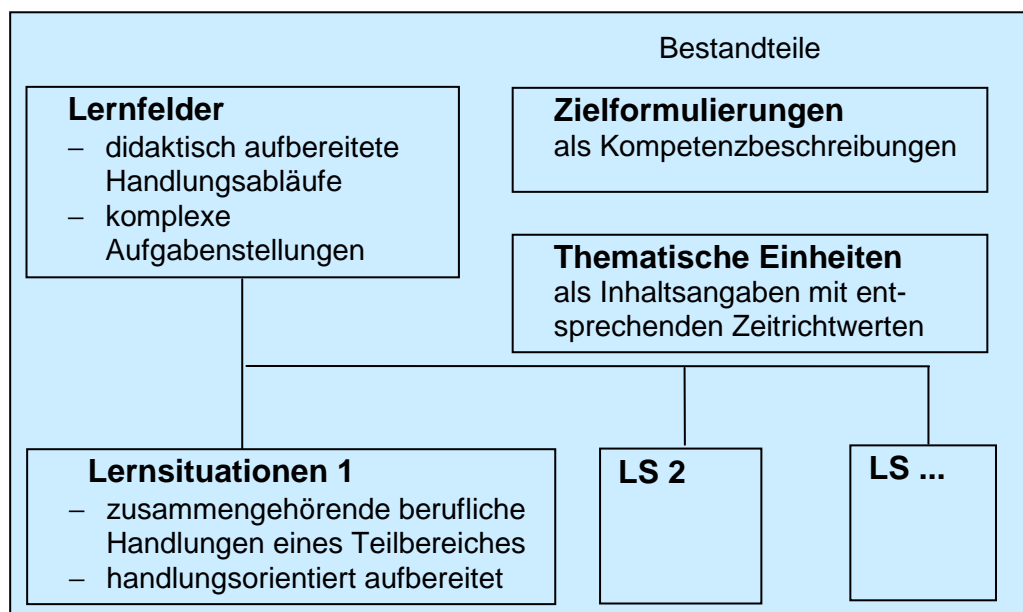 Bestandteile
Lernfelder
– didaktisch aufbereitete
Handlungsabläufe
– komplexe
Aufgabenstellungen
Zielformulierungen
als Kompetenzbeschreibungen
Thematische Einheiten
als Inhaltsangaben mit ent-
sprechenden Zeitrichtwerten
Lernsituationen 1
– zusammengehörende berufliche
Handlungen eines Teilbereiches
– handlungsorientiert aufbereitet
LS 2
LS ...